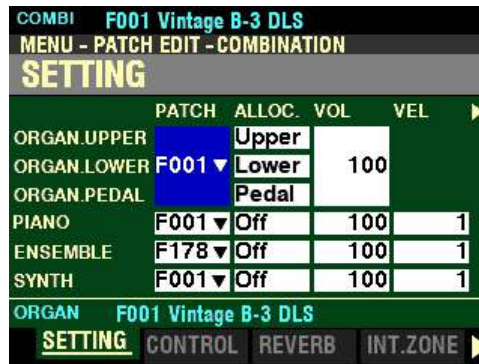 COMBI F001 Vintage B-3 DLS
MENU - PATCH EDIT - COMBINATION
SETTING
PATCH ALLOC. VOL VEL
ORGAN.UPPER Upper
ORGAN.LOWER F001 Lower 100
ORGAN.PEDAL Pedal
PIANO F001 Off 100 1
ENSEMBLE F178 Off 100 1
SYNTH F001 Off 100 1
ORGAN F001 Vintage B-3 DLS
SETTING CONTROL REVERB INT.ZONE